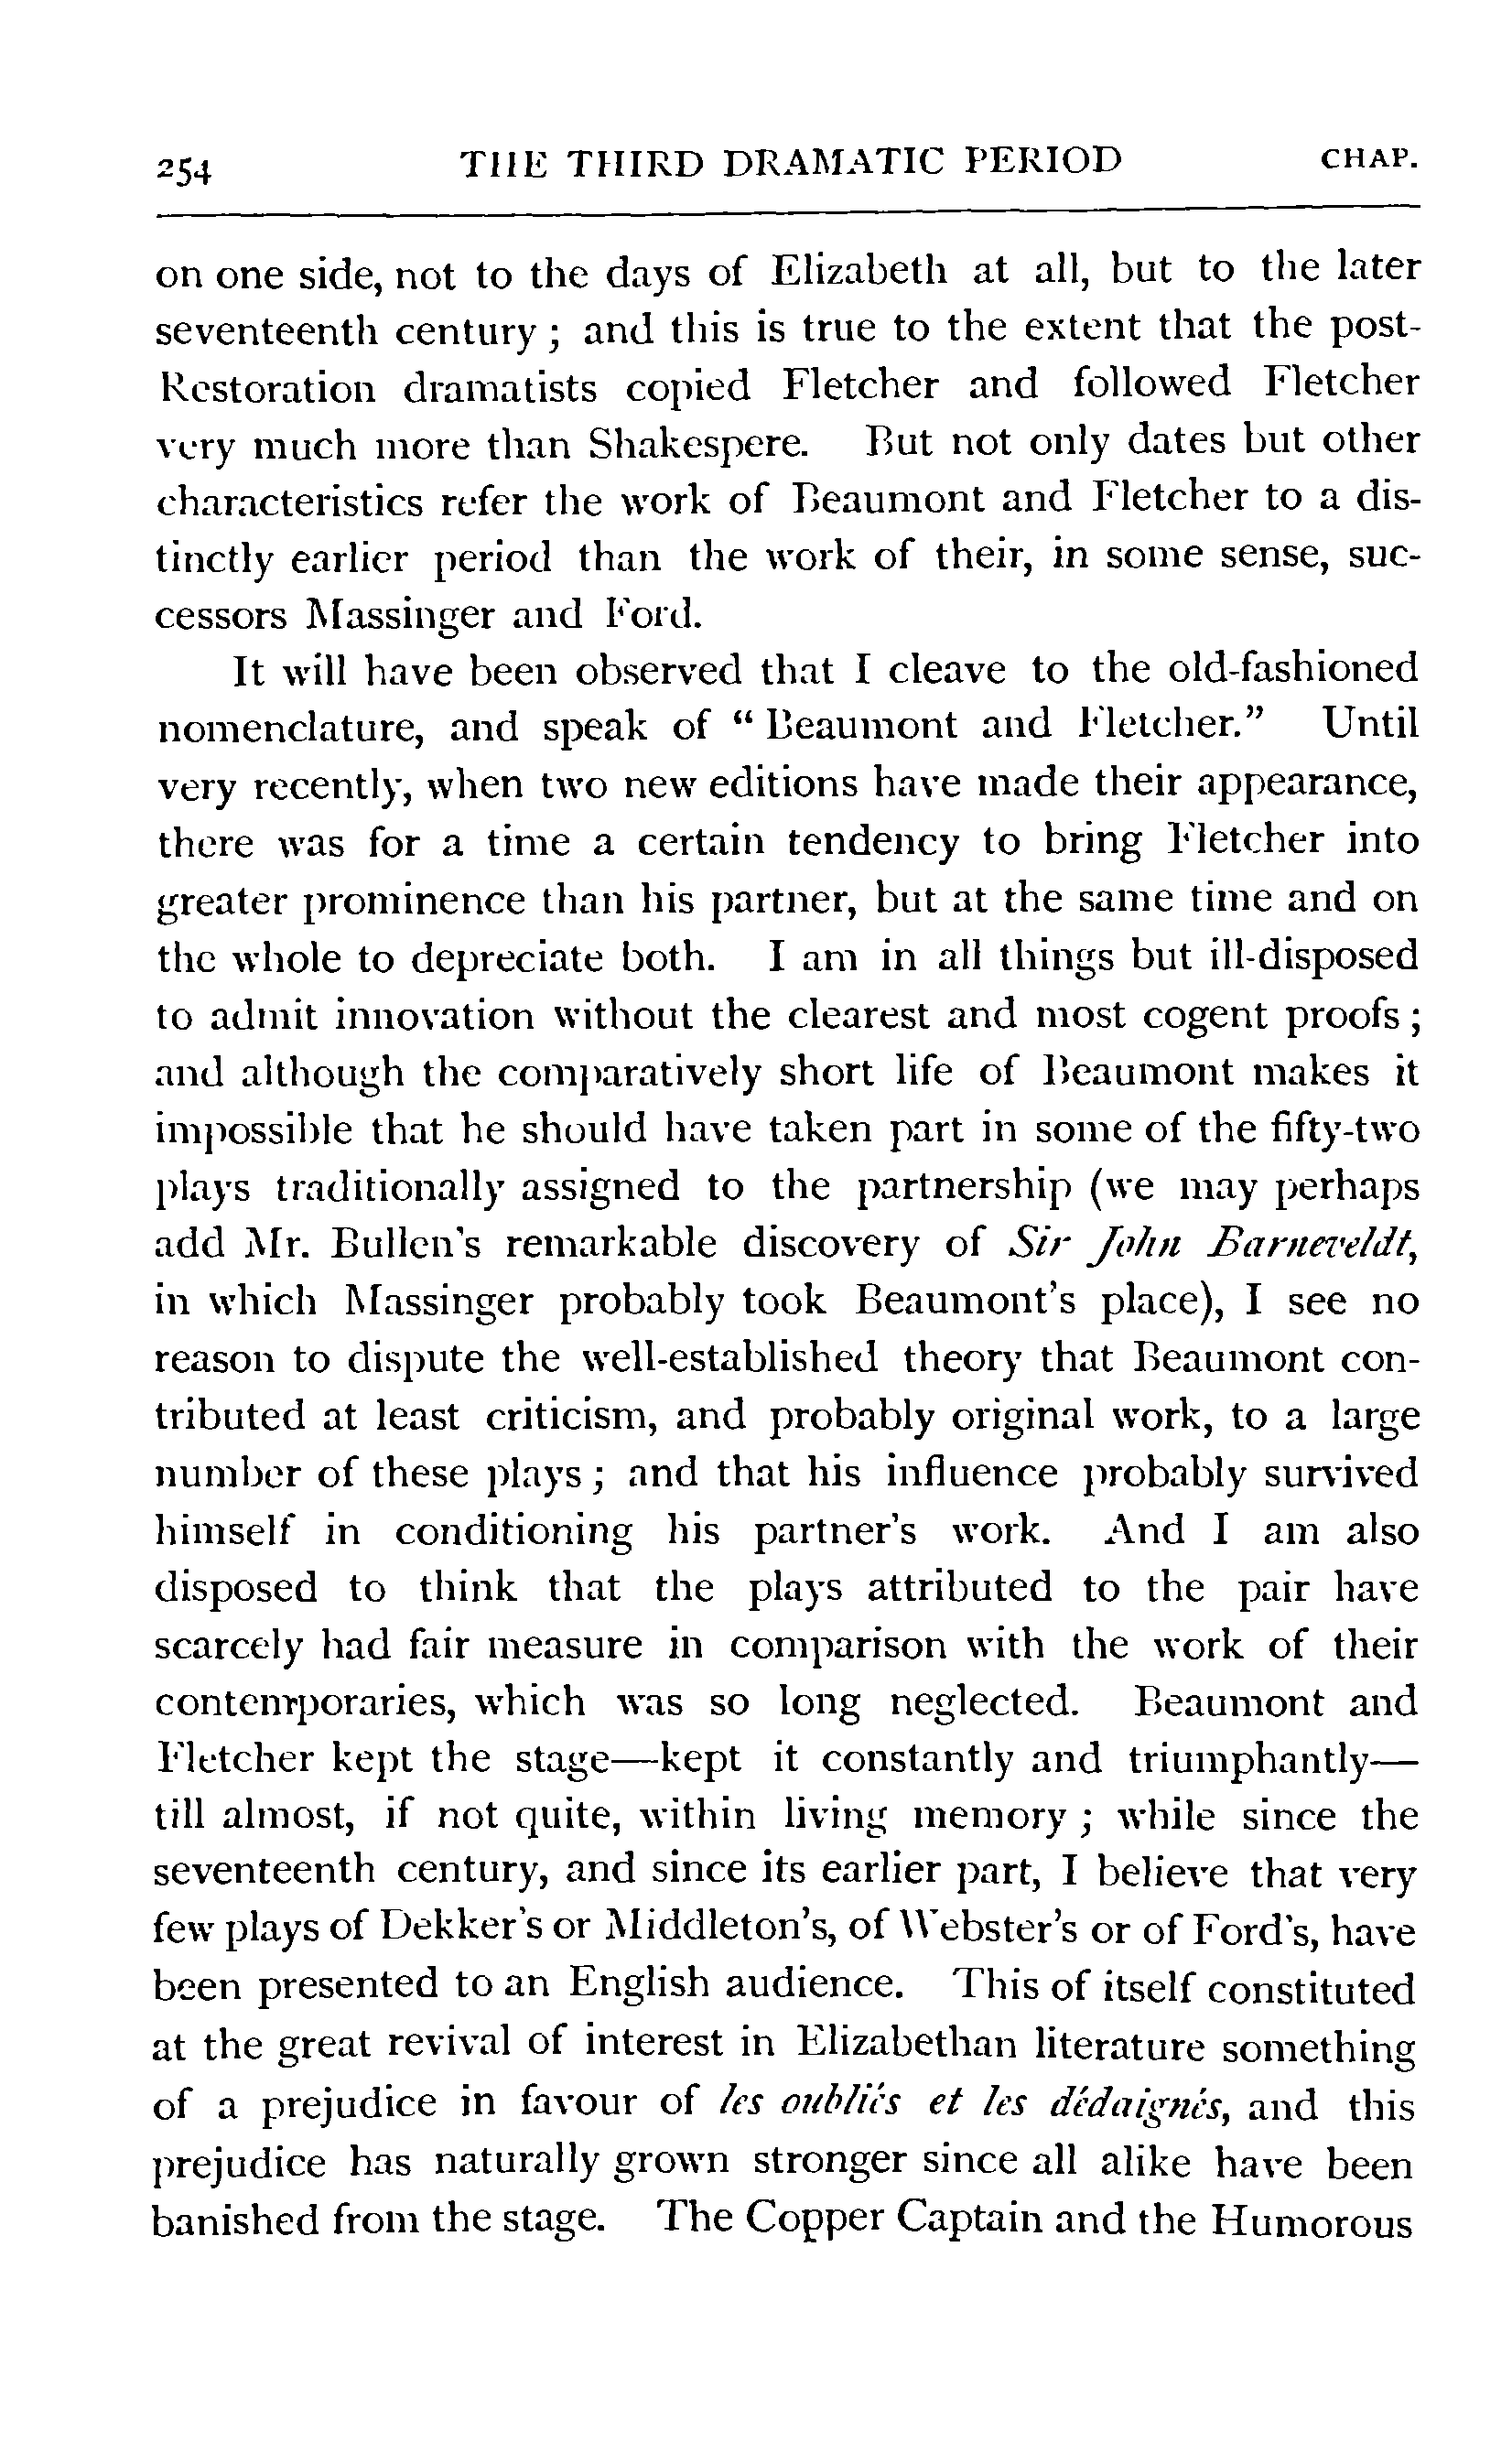 254 THE THIRD DRAMATIC PERIOD CHAP.
on one side, not to the days of Elizabeth at all, but to the later
seventeenth century ; and this is true to the extent that the post-
Restoration dramatists copied Fletcher and followed Fletcher
very much more than Shakespere. But not only dates but other
characteristics refer the work of Beaumont and Fletcher to a dis-
tinctly earlier period than the work of their, in some sense, suc-
cessors Massinger and Ford.
It will have been observed that I cleave to the old-fashioned
nomenclature, and speak of “ Beaumont and Fletcher.” Until
very recently, when two new editions have made their appearance,
there was for a time a certain tendency to bring Fletcher into
greater prominence than his partner, but at the same time and on
the whole to depreciate both. I am in all things but ill-disposed
to admit innovation without the clearest and most cogent proofs ;
and although the comparatively short life of Beaumont makes it
impossible that he should have taken part in some of the fifty-two
plays traditionally assigned to the partnership (we may perhaps
add Mr. Bullen's remarkable discovery of Sir John Barneveldt,
in which Massinger probably took Beaumont's place), I see no
reason to dispute the well-established theory that Beaumont con-
tributed at least criticism, and probably original work, to a large
number of these plays ; and that his influence probably survived
himself in conditioning his partner's work. And I am also
disposed to think that the plays attributed to the pair have
scarcely had fair measure in comparison with the work of their
contemporaries, which was so long neglected. Beaumont and
Fletcher kept the stage—kept it constantly and triumphantly—
till almost, if not quite, within living memory ; while since the
seventeenth century, and since its earlier part, I believe that very
few plays of Dekker's or Middleton's, of Webster's or of Ford's, have
been presented to an English audience. This of itself constituted
at the great revival of interest in Elizabethan literature something
of a prejudice in favour of les oubliés et les dédaignés, and this
prejudice has naturally grown stronger since all alike have been
banished from the stage. The Copper Captain and the Humorous